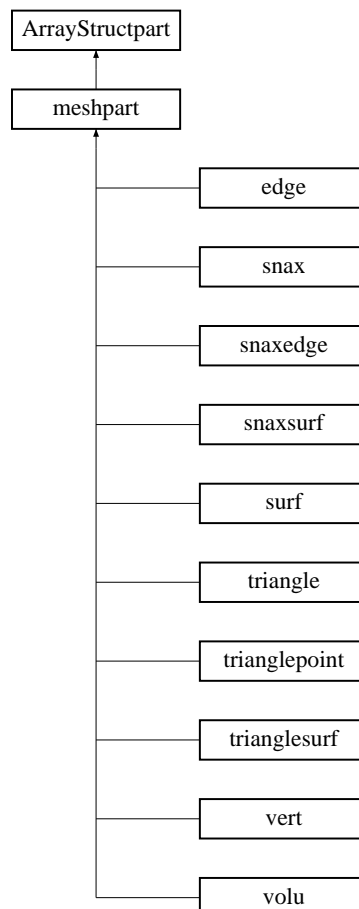 ArrayStructpart
meshpart
edge
snax
snaxedge
snaxsurf
surf
triangle
trianglepoint
trianglesurf
vert
volu